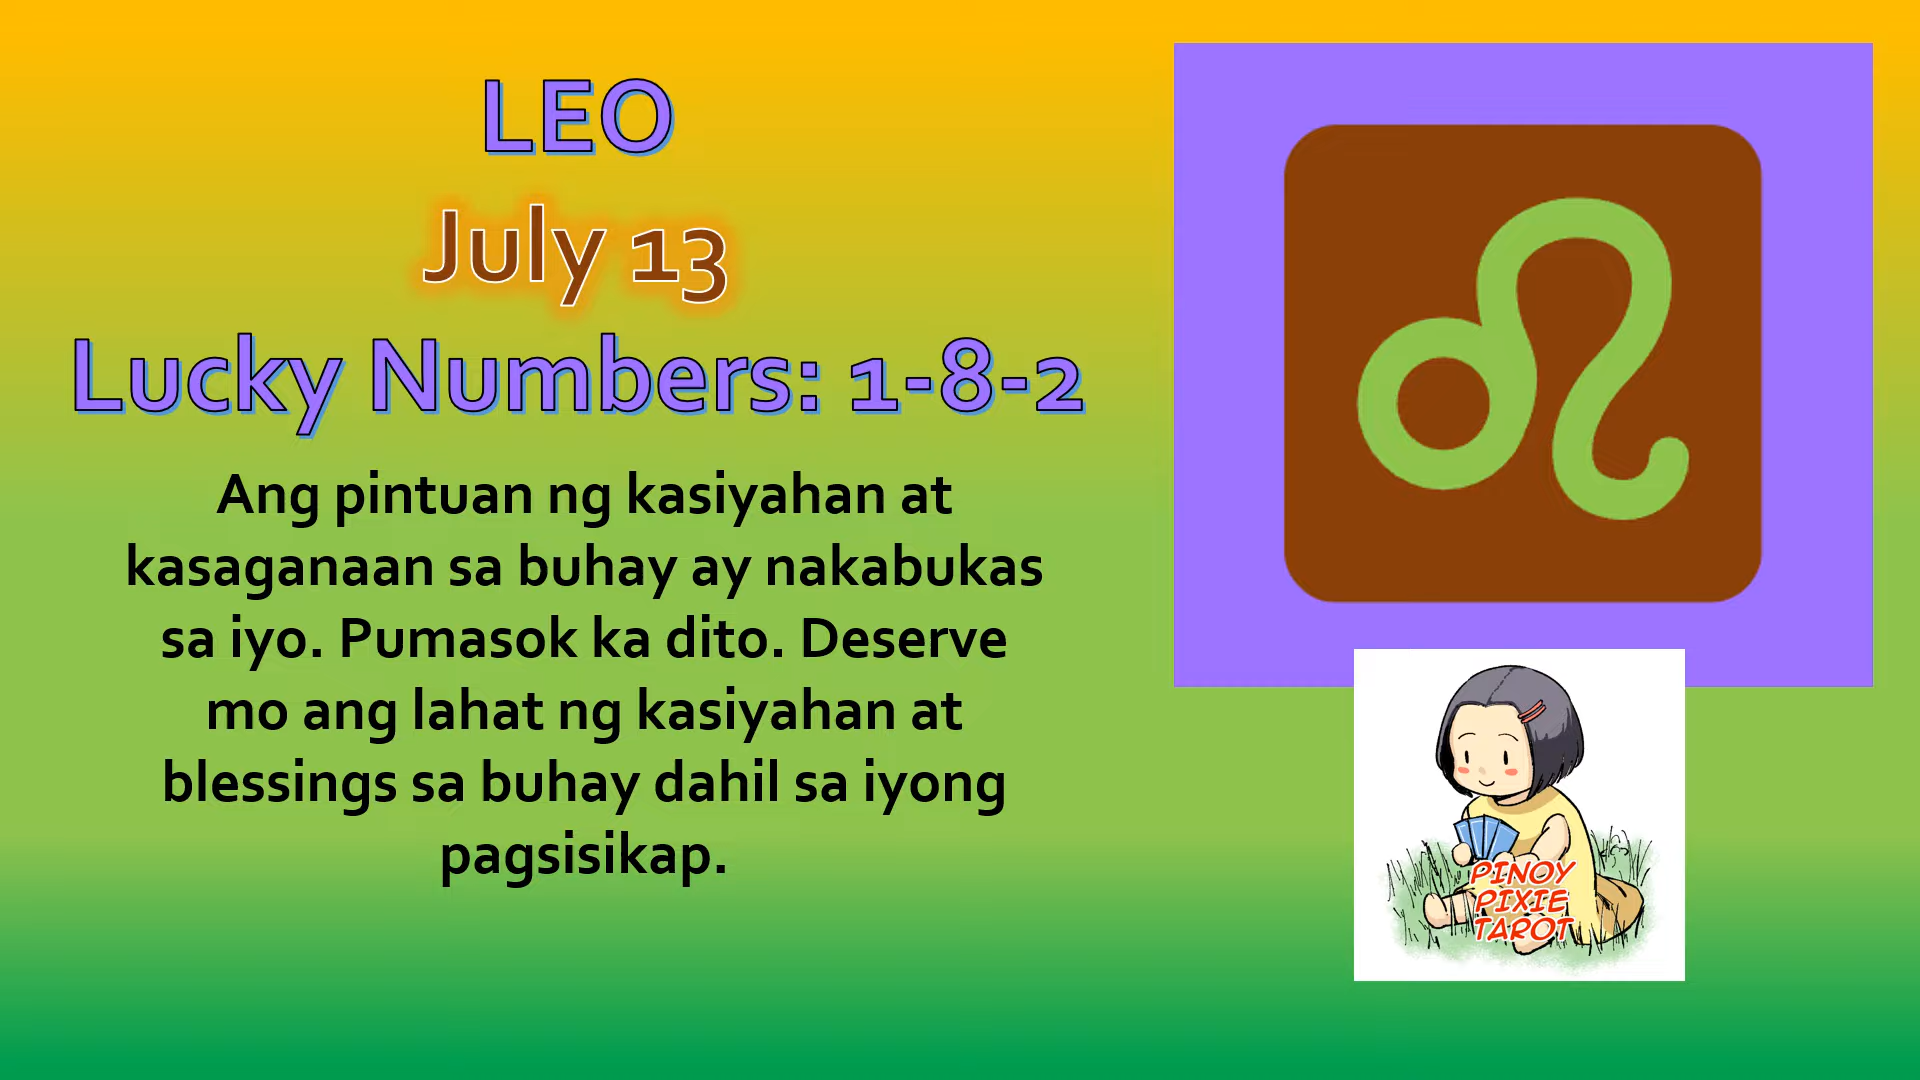 LEO
July 13
Lucky Numbers: 1-8-2
Ang pintuan ng kasiyahan at
kasaganaan sa buhay ay nakabukas
sa iyo. Pumasok ka dito. Deserve
mo ang lahat ng kasiyahan at
blessings sa buhay dahil sa iyong
pagsisikap.
PINOY
PIXIE
TAROT